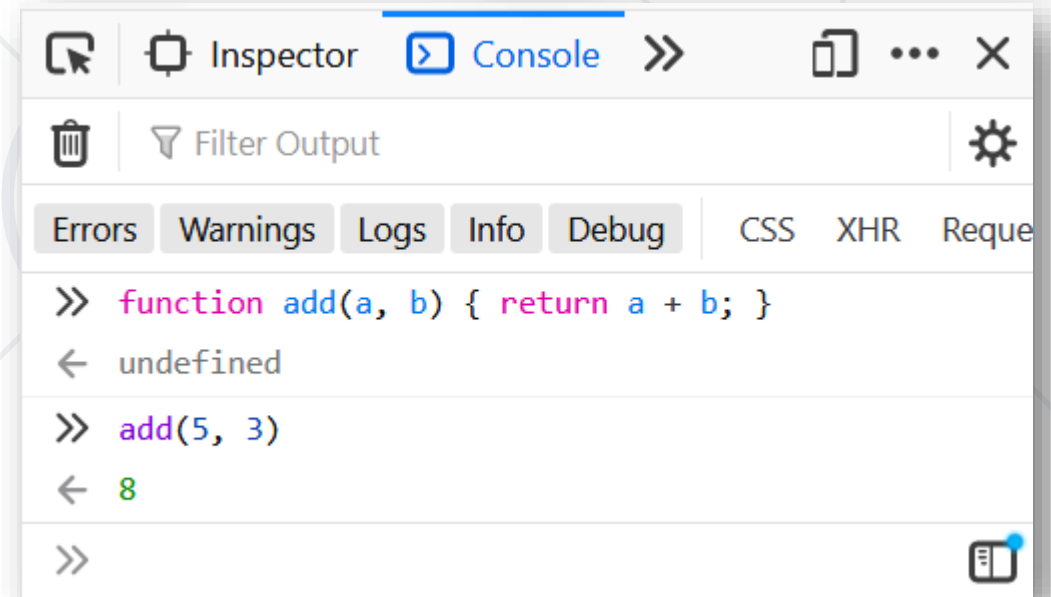 Inspector Console
Filter Output
Errors Warnings Logs Info Debug CSS XHR Reque
function add(a, b) { return a + b; }
undefined
add(5, 3)
8